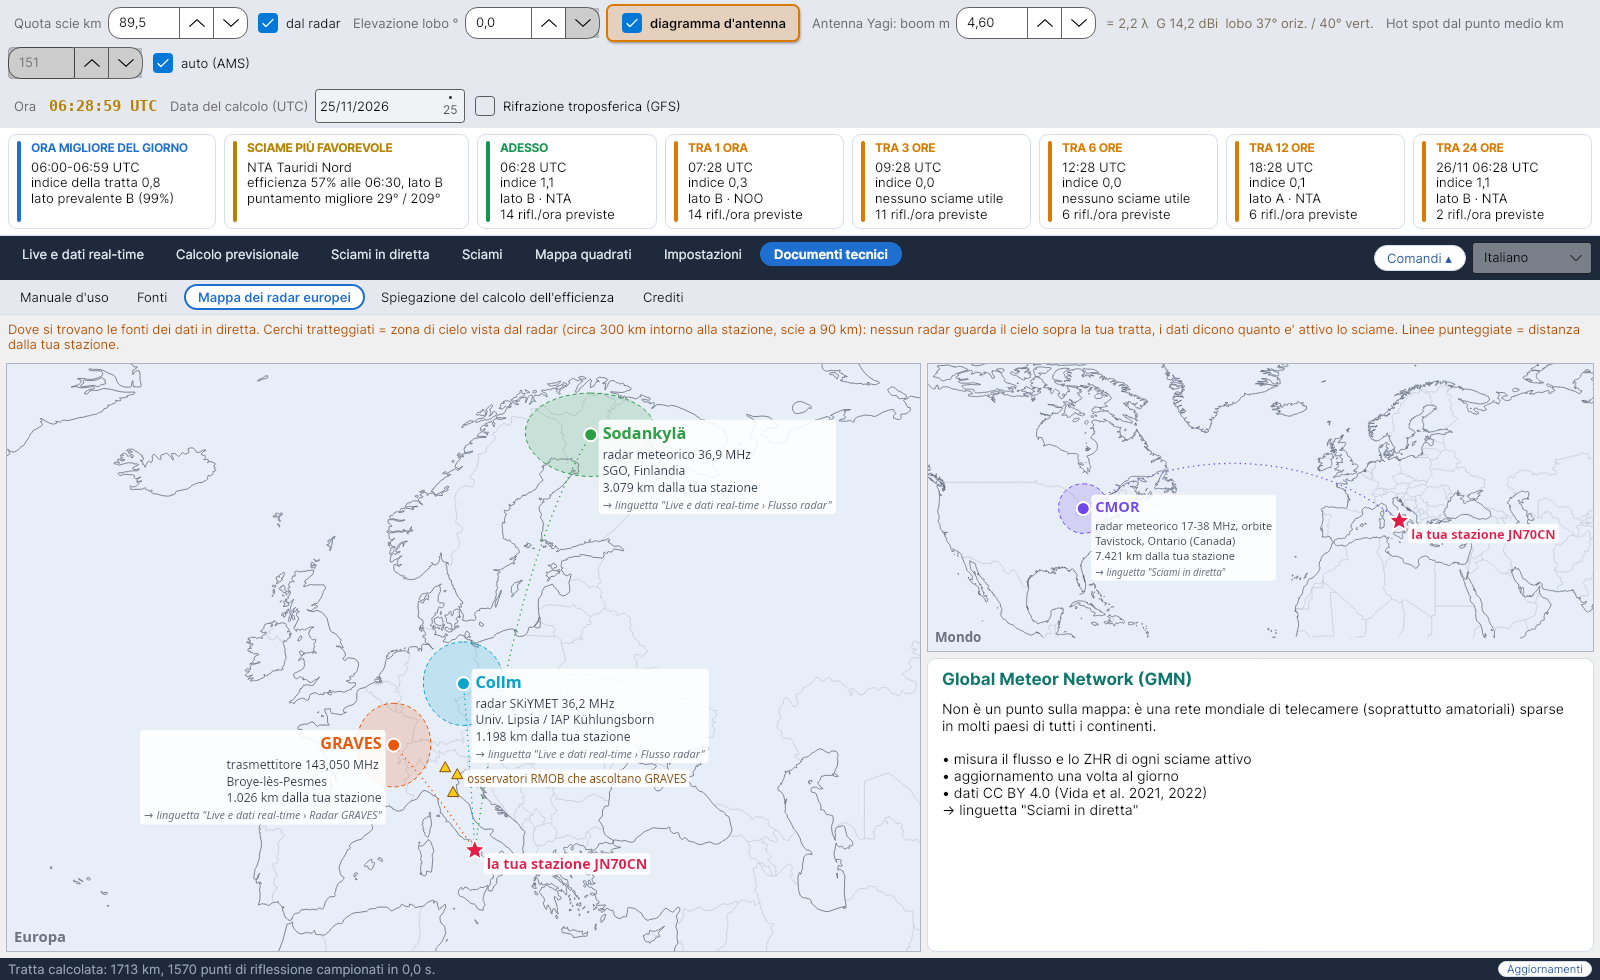 Quota scie km 89,5 dal radar Elevazione lobo ° 0,0 diagramma d'antenna Antenna Yagi: boom m 4,60 = 2,2 λ G 14,2 dBi lobo 37° oriz. / 40° vert. Hot spot dal punto medio km
151 auto (AMS)
Ora 06:28:59 UTC Data del calcolo (UTC) 25/11/2026 25 Rifrazione troposferica (GFS)
ORA MIGLIORE DEL GIORNO
06:00-06:59 UTC
indice della tratta 0,8
lato prevalente B (99%)
SCIAME PIÙ FAVOREVOLE
NTA Tauridi Nord
efficienza 57% alle 06:30, lato B
puntamento migliore 29° / 209°
ADESSO
06:28 UTC
indice 1,1
lato B · NTA
14 rifl./ora previste
TRA 1 ORA
07:28 UTC
indice 0,3
lato B · NOO
14 rifl./ora previste
TRA 3 ORE
09:28 UTC
indice 0,0
nessuno sciame utile
11 rifl./ora previste
TRA 6 ORE
12:28 UTC
indice 0,0
nessuno sciame utile
6 rifl./ora previste
TRA 12 ORE
18:28 UTC
indice 0,1
lato A · NTA
6 rifl./ora previste
TRA 24 ORE
26/11 06:28 UTC
indice 1,1
lato B · NTA
2 rifl./ora previste
Live e dati real-time Calcolo previsionale Sciami in diretta Sciami Mappa quadrati Impostazioni Documenti tecnici Comandi ▴ Italiano
Manuale d'uso Fonti Mappa dei radar europei Spiegazione del calcolo dell'efficienza Crediti
Dove si trovano le fonti dei dati in diretta. Cerchi tratteggiati = zona di cielo vista dal radar (circa 300 km intorno alla stazione, scie a 90 km): nessun radar guarda il cielo sopra la tua tratta, i dati dicono quanto e' attivo lo sciame. Linee punteggiate = distanza
dalla tua stazione.
Sodankylä
radar meteorico 36,9 MHz
SGO, Finlandia
3.079 km dalla tua stazione
→ linguetta "Live e dati real-time › Flusso radar"
Collm
radar SKiYMET 36,2 MHz
Univ. Lipsia / IAP Kühlungsborn
1.198 km dalla tua stazione
→ linguetta "Live e dati real-time › Flusso radar"
GRAVES
trasmettitore 143,050 MHz
Broye-lès-Pesmes
1.026 km dalla tua stazione
→ linguetta "Live e dati real-time › Radar GRAVES"
osservatori RMOB che ascoltano GRAVES
la tua stazione JN70CN
Europa
CMOR
radar meteorico 17-38 MHz, orbite
Tavistock, Ontario (Canada)
7.421 km dalla tua stazione
→ linguetta "Sciami in diretta"
la tua stazione JN70CN
Mondo
Global Meteor Network (GMN)
Non è un punto sulla mappa: è una rete mondiale di telecamere (soprattutto amatoriali) sparse
in molti paesi di tutti i continenti.
• misura il flusso e lo ZHR di ogni sciame attivo
• aggiornamento una volta al giorno
• dati CC BY 4.0 (Vida et al. 2021, 2022)
→ linguetta "Sciami in diretta"
Tratta calcolata: 1713 km, 1570 punti di riflessione campionati in 0,0 s. Aggiornamenti